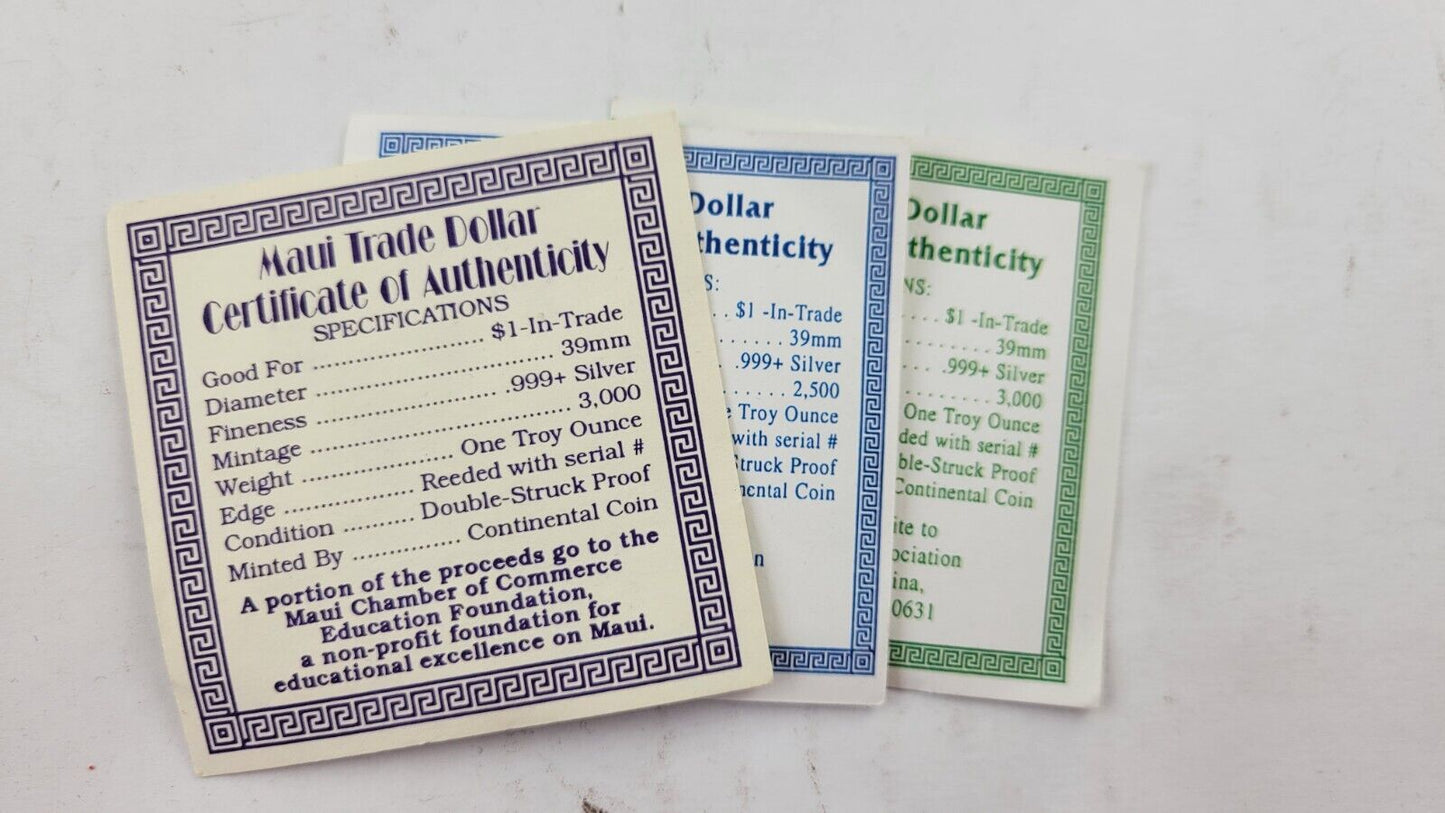 Maui Trade Dollar
Certificate of Authenticity
SPECIFICATIONS
Good For ........................ $1-In-Trade
Diameter ................................. 39mm
Fineness ......................... .999+ Silver
Mintage .................................... 3,000
Weight ..................... One Troy Ounce
Edge .................. Reeded with serial #
Condition .......... Double-Struck Proof
Minted By ............... Continental Coin
A portion of the proceeds go to the
Maui Chamber of Commerce
Education Foundation,
a non-profit foundation for
educational excellence on Maui.
Dollar
thenticity
S:
. . $1 -In-Trade
. . . . . . . 39mm
. .999+ Silver
. . . . . . 2,500
Troy Ounce
with serial #
Struck Proof
ental Coin
n
Dollar
thenticity
NS:
. . . . $1 -In-Trade
. . . . . . . . . 39mm
. . . . .999+ Silver
. . . . . . . . 3,000
One Troy Ounce
ded with serial #
ble-Struck Proof
Continental Coin
ite to
ociation
ina,
0631